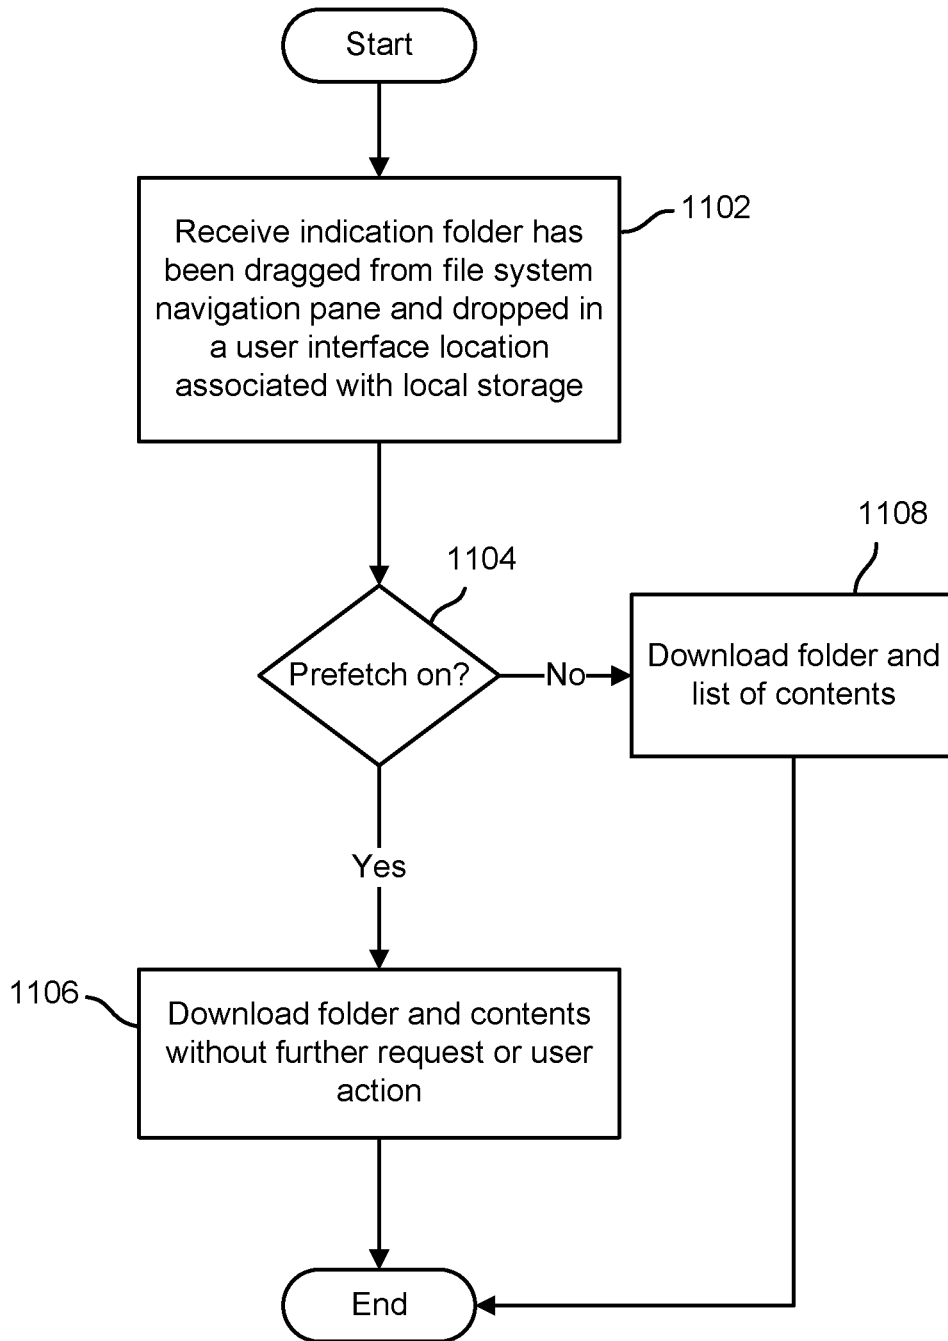 Start
1102
Receive indication folder has
been dragged from file system
navigation pane and dropped in
a user interface location
associated with local storage
1108
1104
Prefetch on?
No
Download folder and
list of contents
Yes
1106
Download folder and contents
without further request or user
action
End